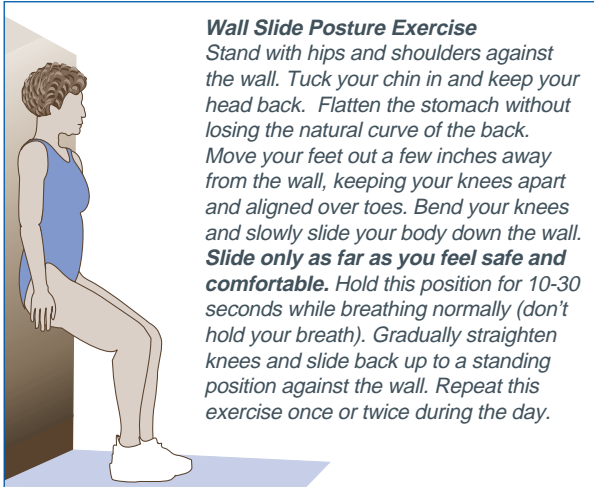 Wall Slide Posture Exercise
Stand with hips and shoulders against
the wall. Tuck your chin in and keep your
head back.  Flatten the stomach without
losing the natural curve of the back.
Move your feet out a few inches away
from the wall, keeping your knees apart
and aligned over toes. Bend your knees
and slowly slide your body down the wall.
Slide only as far as you feel safe and
comfortable. Hold this position for 10-30
seconds while breathing normally (don’t
hold your breath). Gradually straighten
knees and slide back up to a standing
position against the wall. Repeat this
exercise once or twice during the day.